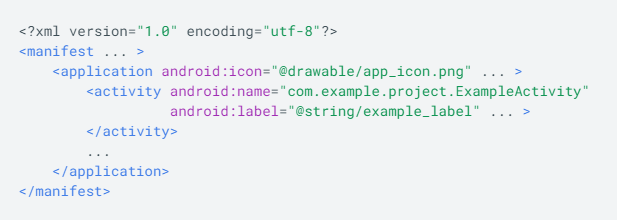 <?xml version="1.0" encoding="utf-8"?>
<manifest ... >
    <application android:icon="@drawable/app_icon.png" ... >
        <activity android:name="com.example.project.ExampleActivity"
                  android:label="@string/example_label" ... >
        </activity>
        ...
    </application>
</manifest>